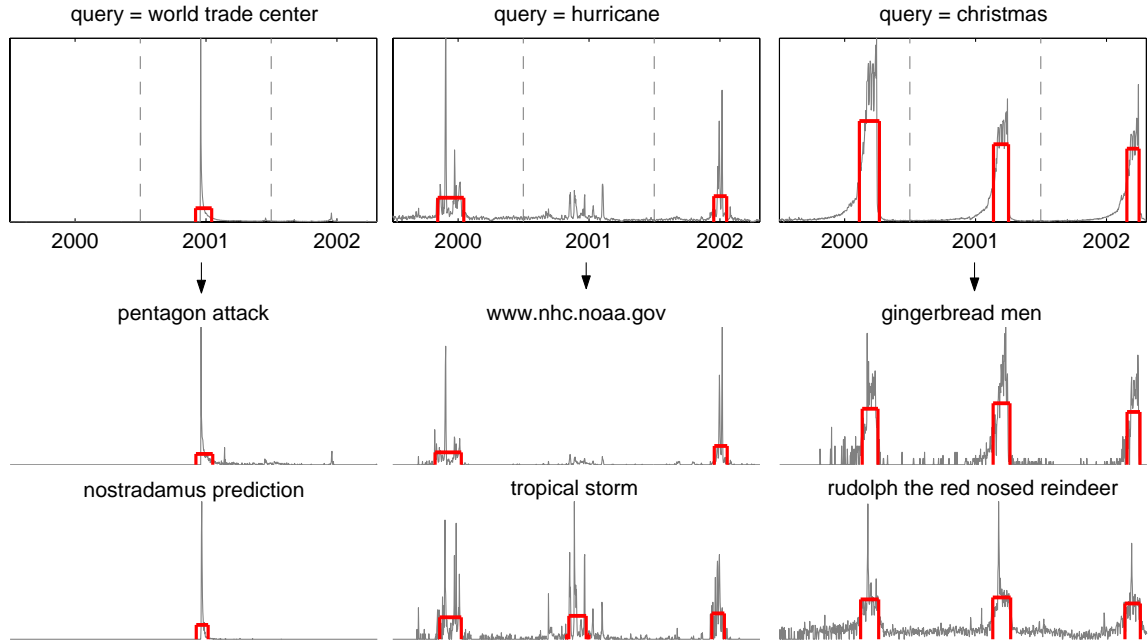 query = world trade center
query = hurricane
query = christmas
2000 2001 2002
2000 2001 2002
2000 2001 2002
pentagon attack
www.nhc.noaa.gov
gingerbread men
nostradamus prediction
tropical storm
rudolph the red nosed reindeer